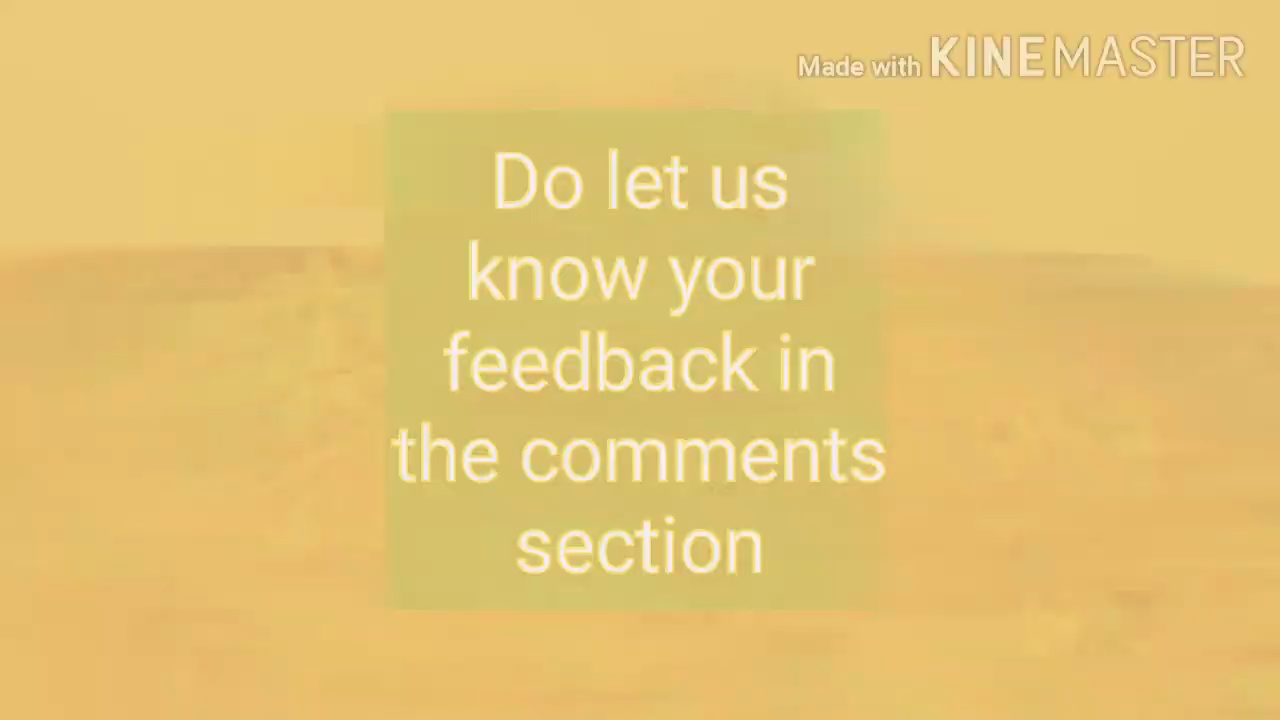 Made with KINEMASTER
Do let us
know your
feedback in
the comments
section